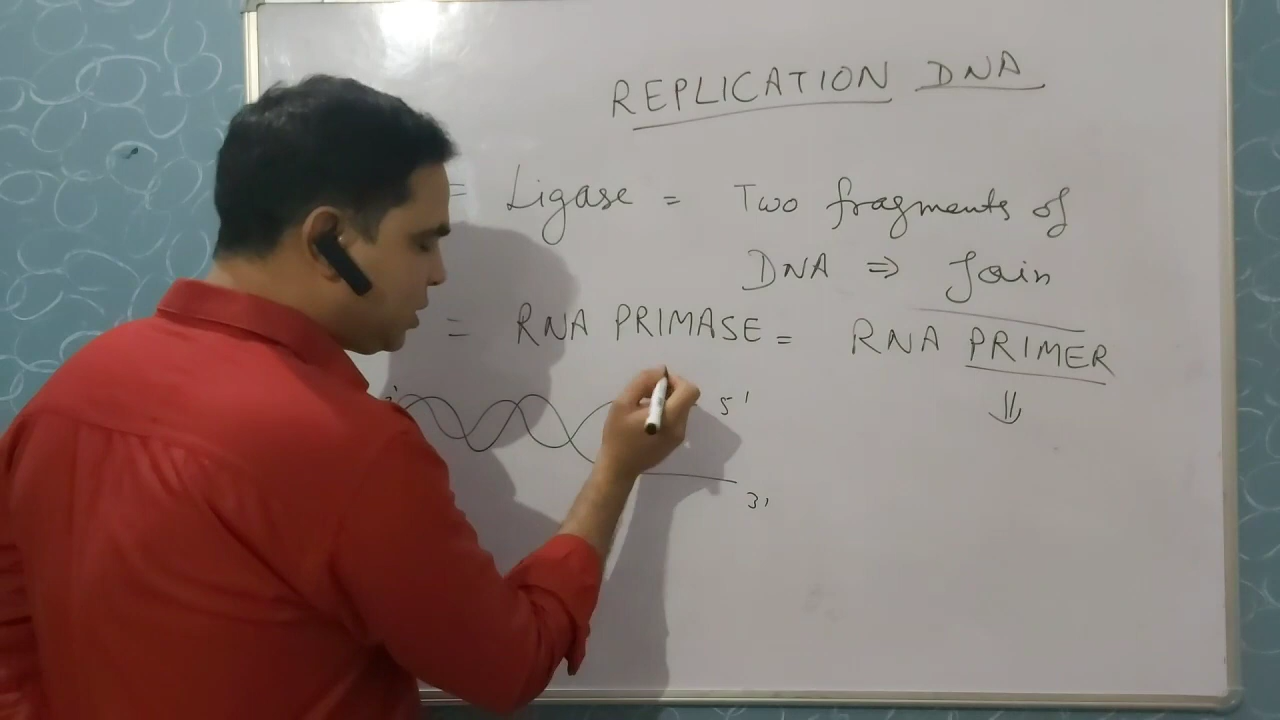 REPLICATION DNA
= Ligase = Two fragments of
DNA ⇒ Join
= RNA PRIMASE = RNA PRIMER
⇓
5'
3'